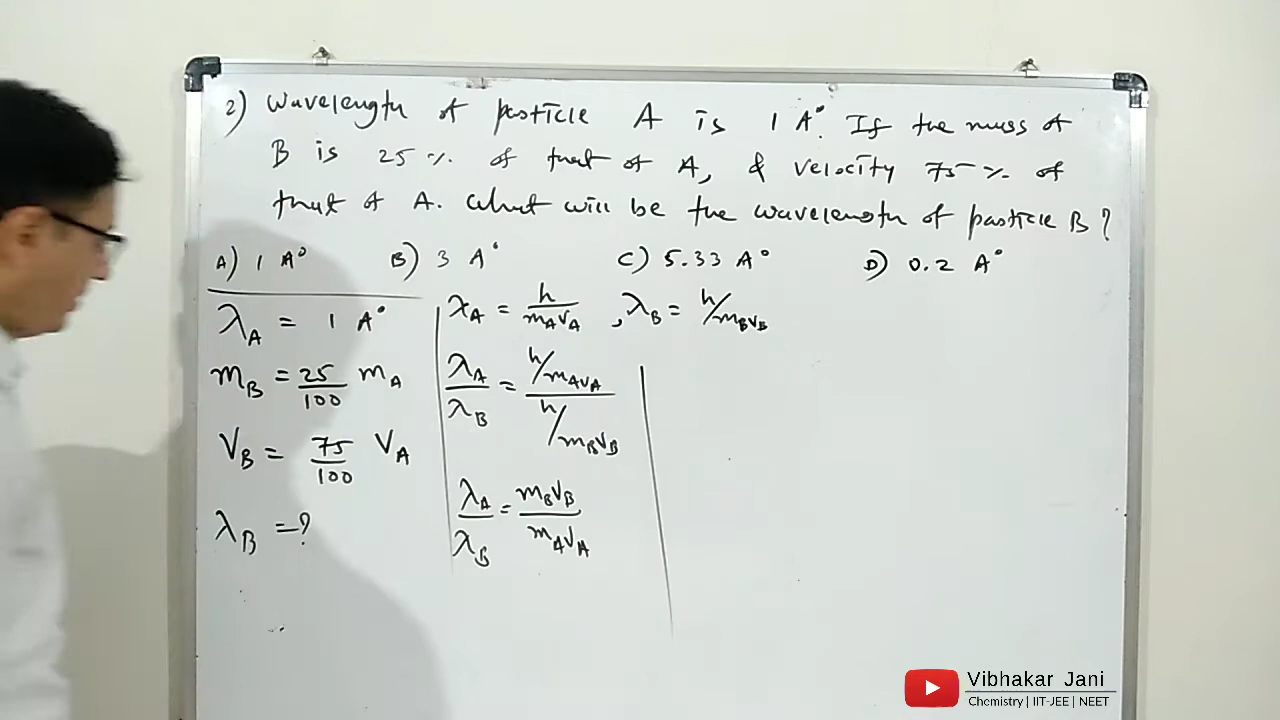 2) Wavelength of particle A is 1 A°. If the mass of
B is 25 % of that of A, & velocity 75 % of
that of A. What will be the wavelength of particle B ?
A) 1 A° B) 3 A° C) 5.33 A° D) 0.2 A°
λA = 1 A°
mB = 25/100 mA
VB = 75/100 VA
λB = ?
λA = h/mAVA , λB = h/mBVB
λA/λB = h/mAVA / h/mBVB
λA/λB = mBVB/mAVA
Vibhakar Jani
Chemistry | IIT-JEE | NEET